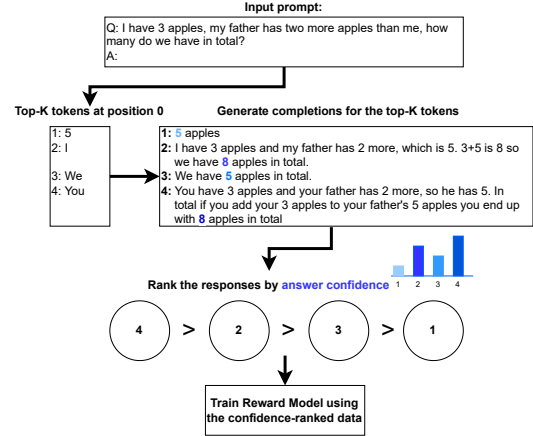 Input prompt:
Q: I have 3 apples, my father has two more apples than me, how
many do we have in total?
A:
Top-K tokens at position 0
1: 5
2: I
3: We
4: You
Generate completions for the top-K tokens
1: 5 apples
2: I have 3 apples and my father has 2 more, which is 5. 3+5 is 8 so
we have 8 apples in total.
3: We have 5 apples in total.
4: You have 3 apples and your father has 2 more, so he has 5. In
total if you add your 3 apples to your father's 5 apples you end up
with 8 apples in total
Rank the responses by answer confidence
1 2 3 4
4 > 2 > 3 > 1
Train Reward Model using
the confidence-ranked data